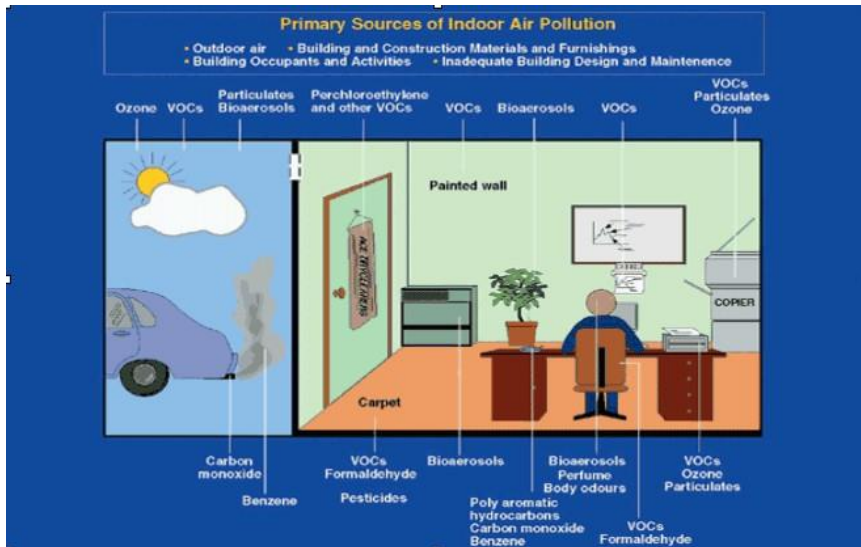 Primary Sources of Indoor Air Pollution
• Outdoor air • Building and Construction Materials and Furnishings
• Building Occupants and Activities • Inadequate Building Design and Maintenence
Ozone
VOCs
Particulates
Bioaerosols
Perchloroethylene
and other VOCs
VOCs
Bioaerosols
VOCs
VOCs
Particulates
Ozone
Painted wall
ACE DRYCLEANERS
COPIER
Carpet
Carbon
monoxide
Benzene
VOCs
Formaldehyde
Pesticides
Bioaerosols
Poly aromatic
hydrocarbons
Carbon monoxide
Benzene
Bioaerosols
Perfume
Body odours
VOCs
Formaldehyde
VOCs
Ozone
Particulates